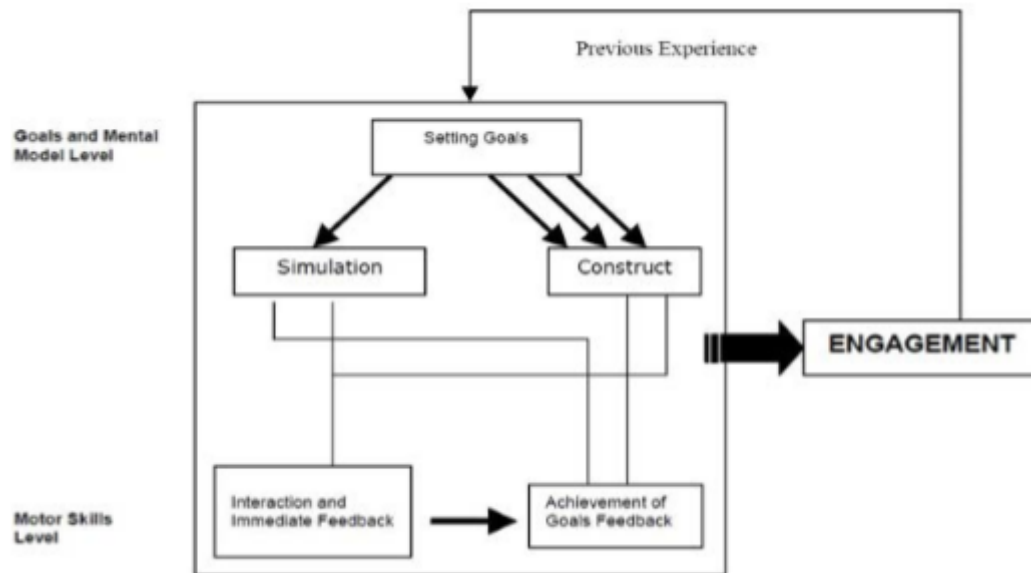 Previous Experience
Goals and Mental
Model Level
Setting Goals
Simulation
Construct
ENGAGEMENT
Interaction and
Immediate Feedback
Achievement of
Goals Feedback
Motor Skills
Level